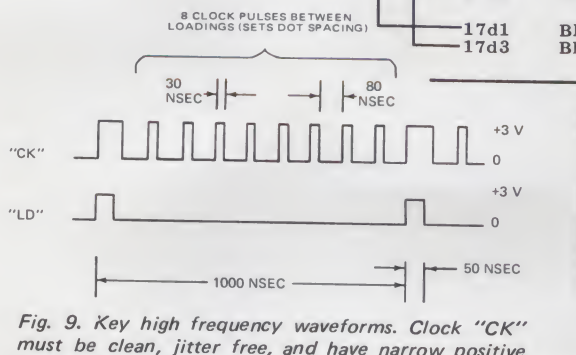 8 CLOCK PULSES BETWEEN
LOADINGS (SETS DOT SPACING)
17d1
17d3
30
NSEC
80
NSEC
"CK"
+3 V
0
"LD"
+3 V
0
1000 NSEC
50 NSEC
Fig. 9. Key high frequency waveforms. Clock "CK"
must be clean, jitter free, and have narrow positive